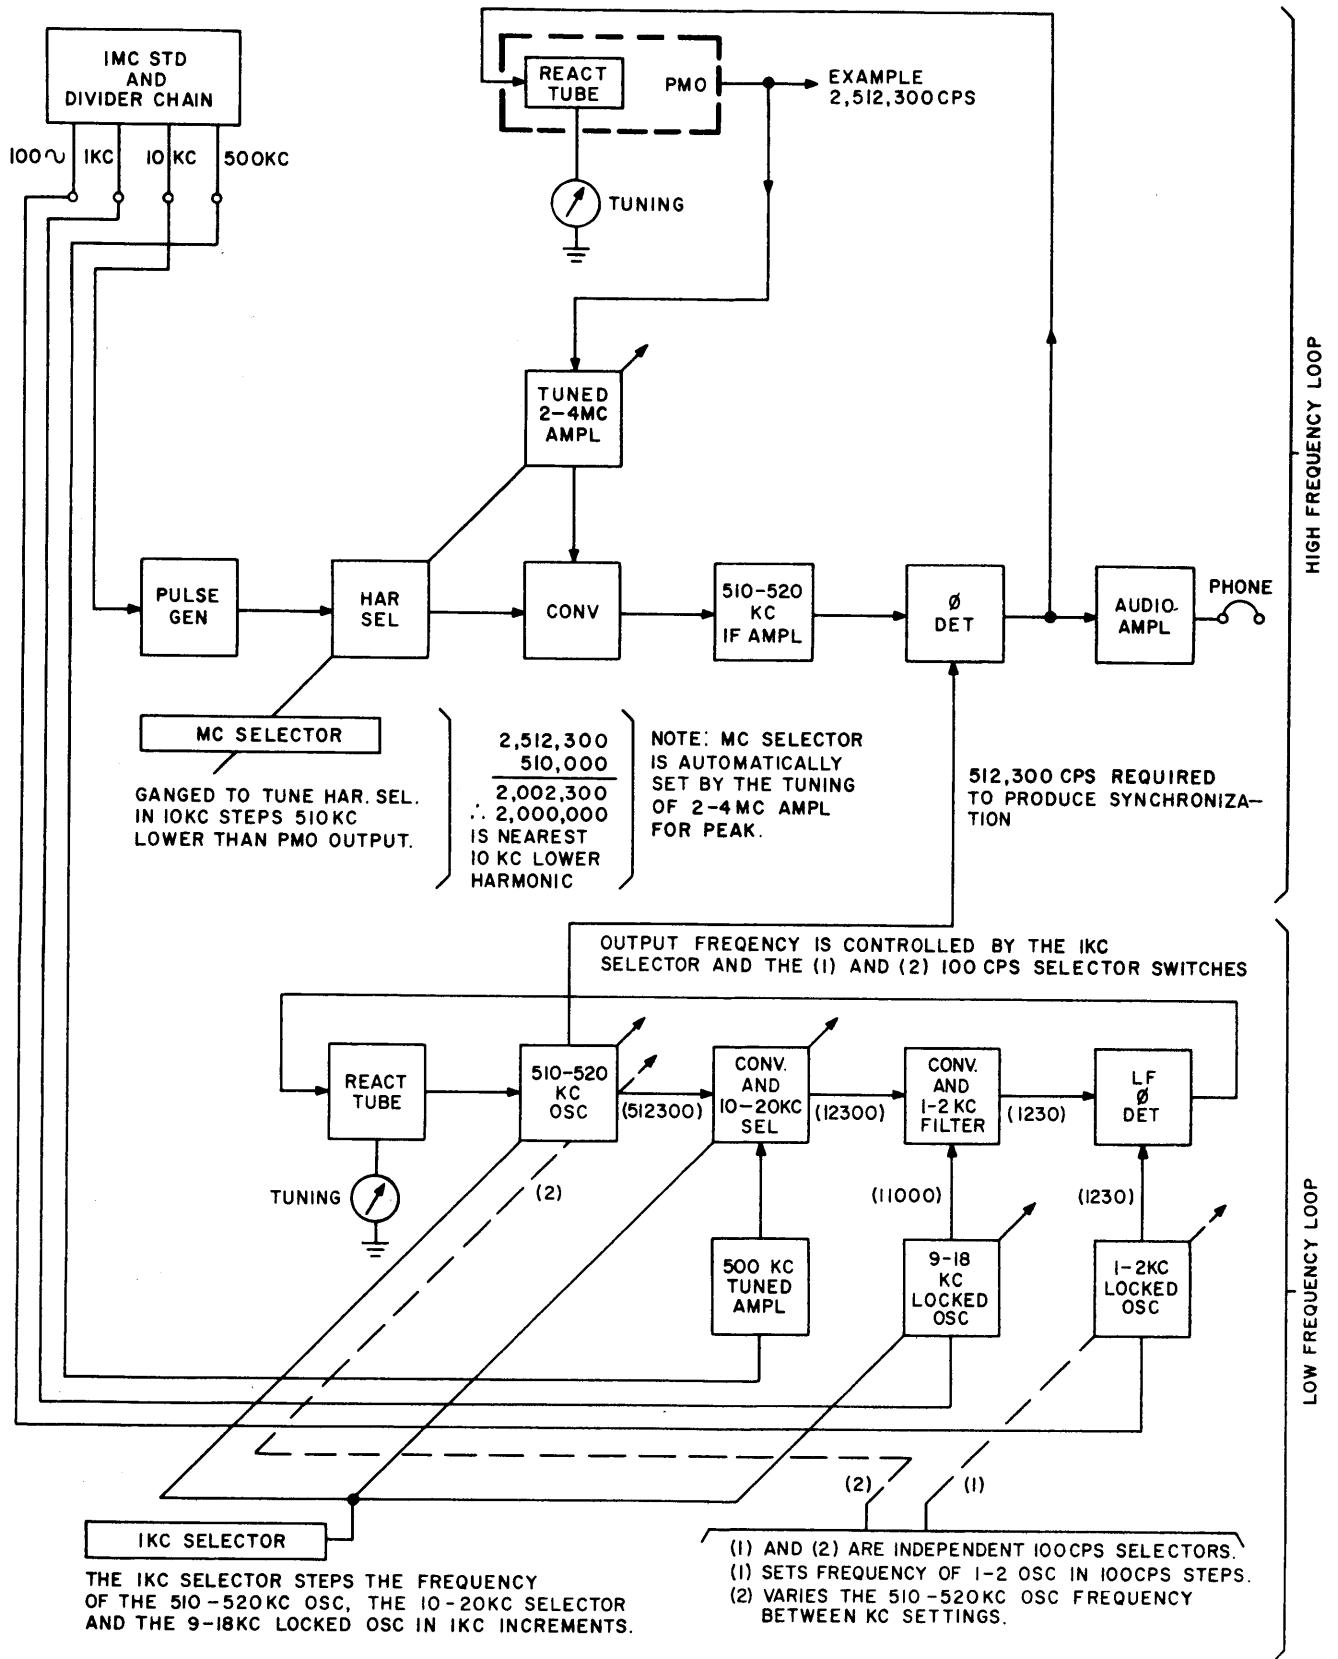 1MC STD
AND
DIVIDER CHAIN
100∿
1KC
10 KC
500KC
REACT
TUBE
PMO
EXAMPLE
2,512,300CPS
TUNING
TUNED
2-4MC
AMPL
PULSE
GEN
HAR
SEL
CONV
510-520
KC
IF AMPL
Ø
DET
AUDIO-
AMPL
PHONE
HIGH FREQUENCY LOOP
MC SELECTOR
GANGED TO TUNE HAR. SEL.
IN 10KC STEPS 510KC
LOWER THAN PMO OUTPUT.
2,512,300
510,000
2,002,300
∴ 2,000,000
IS NEAREST
10 KC LOWER
HARMONIC
NOTE: MC SELECTOR
IS AUTOMATICALLY
SET BY THE TUNING
OF 2-4MC AMPL
FOR PEAK.
512,300 CPS REQUIRED
TO PRODUCE SYNCHRONIZA-
TION
OUTPUT FREQENCY IS CONTROLLED BY THE 1KC
SELECTOR AND THE (1) AND (2) 100 CPS SELECTOR SWITCHES
REACT
TUBE
510-520
KC
OSC
(512300)
CONV.
AND
10-20KC
SEL
(12300)
CONV.
AND
1-2KC
FILTER
(1230)
LF
Ø
DET
TUNING
(2)
(11000)
(1230)
500 KC
TUNED
AMPL
9-18
KC
LOCKED
OSC
1-2KC
LOCKED
OSC
LOW FREQUENCY LOOP
(2)
(1)
1KC SELECTOR
THE 1KC SELECTOR STEPS THE FREQUENCY
OF THE 510-520KC OSC, THE 10-20KC SELECTOR
AND THE 9-18KC LOCKED OSC IN 1KC INCREMENTS.
(1) AND (2) ARE INDEPENDENT 100CPS SELECTORS.
(1) SETS FREQUENCY OF 1-2 OSC IN 100CPS STEPS.
(2) VARIES THE 510-520KC OSC FREQUENCY
BETWEEN KC SETTINGS.